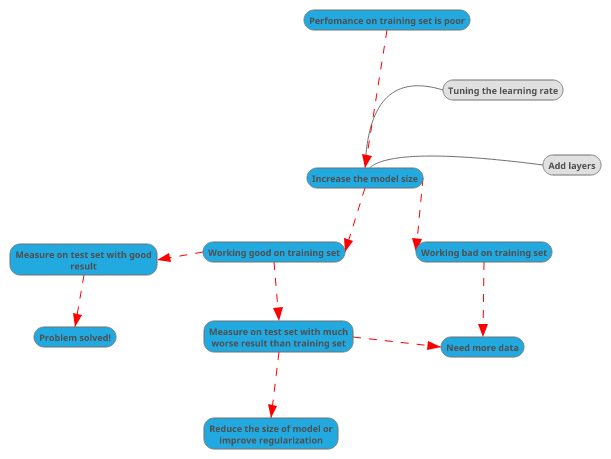 Perfomance on training set is poor
Tuning the learning rate
Add layers
Increase the model size
Measure on test set with good
result
Working good on training set
Working bad on training set
Problem solved!
Measure on test set with much
worse result than training set
Need more data
Reduce the size of model or
improve regularization